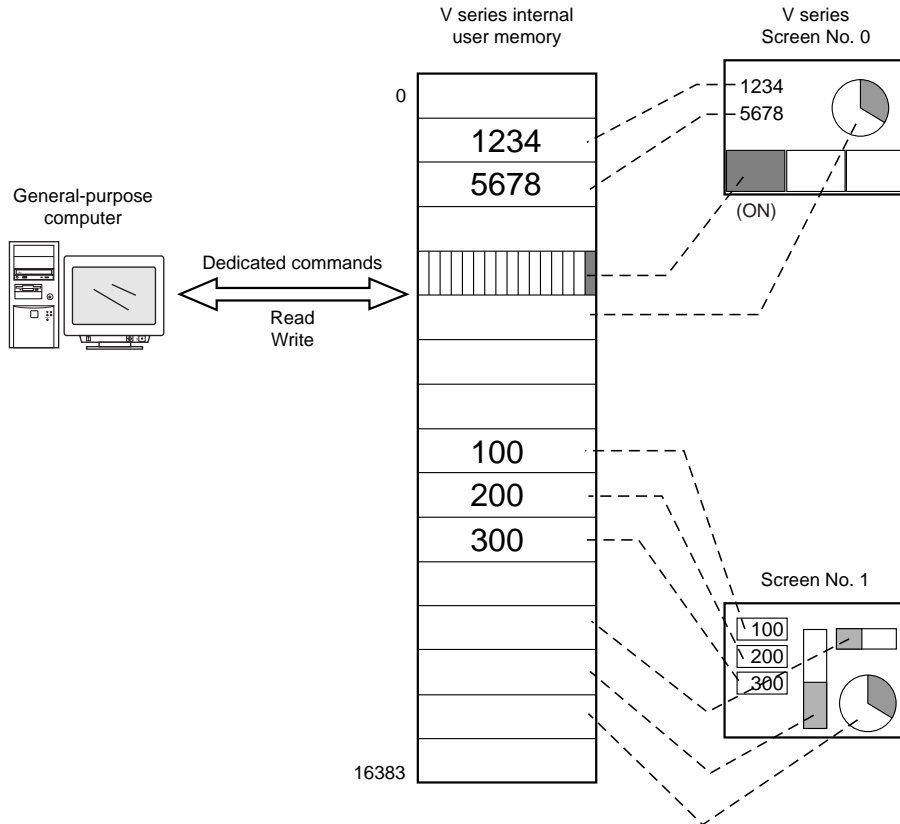 V series internal
user memory
V series
Screen No. 0
0
1234
5678
1234
5678
(ON)
General-purpose
computer
Dedicated commands
Read
Write
100
200
300
Screen No. 1
100
200
300
16383